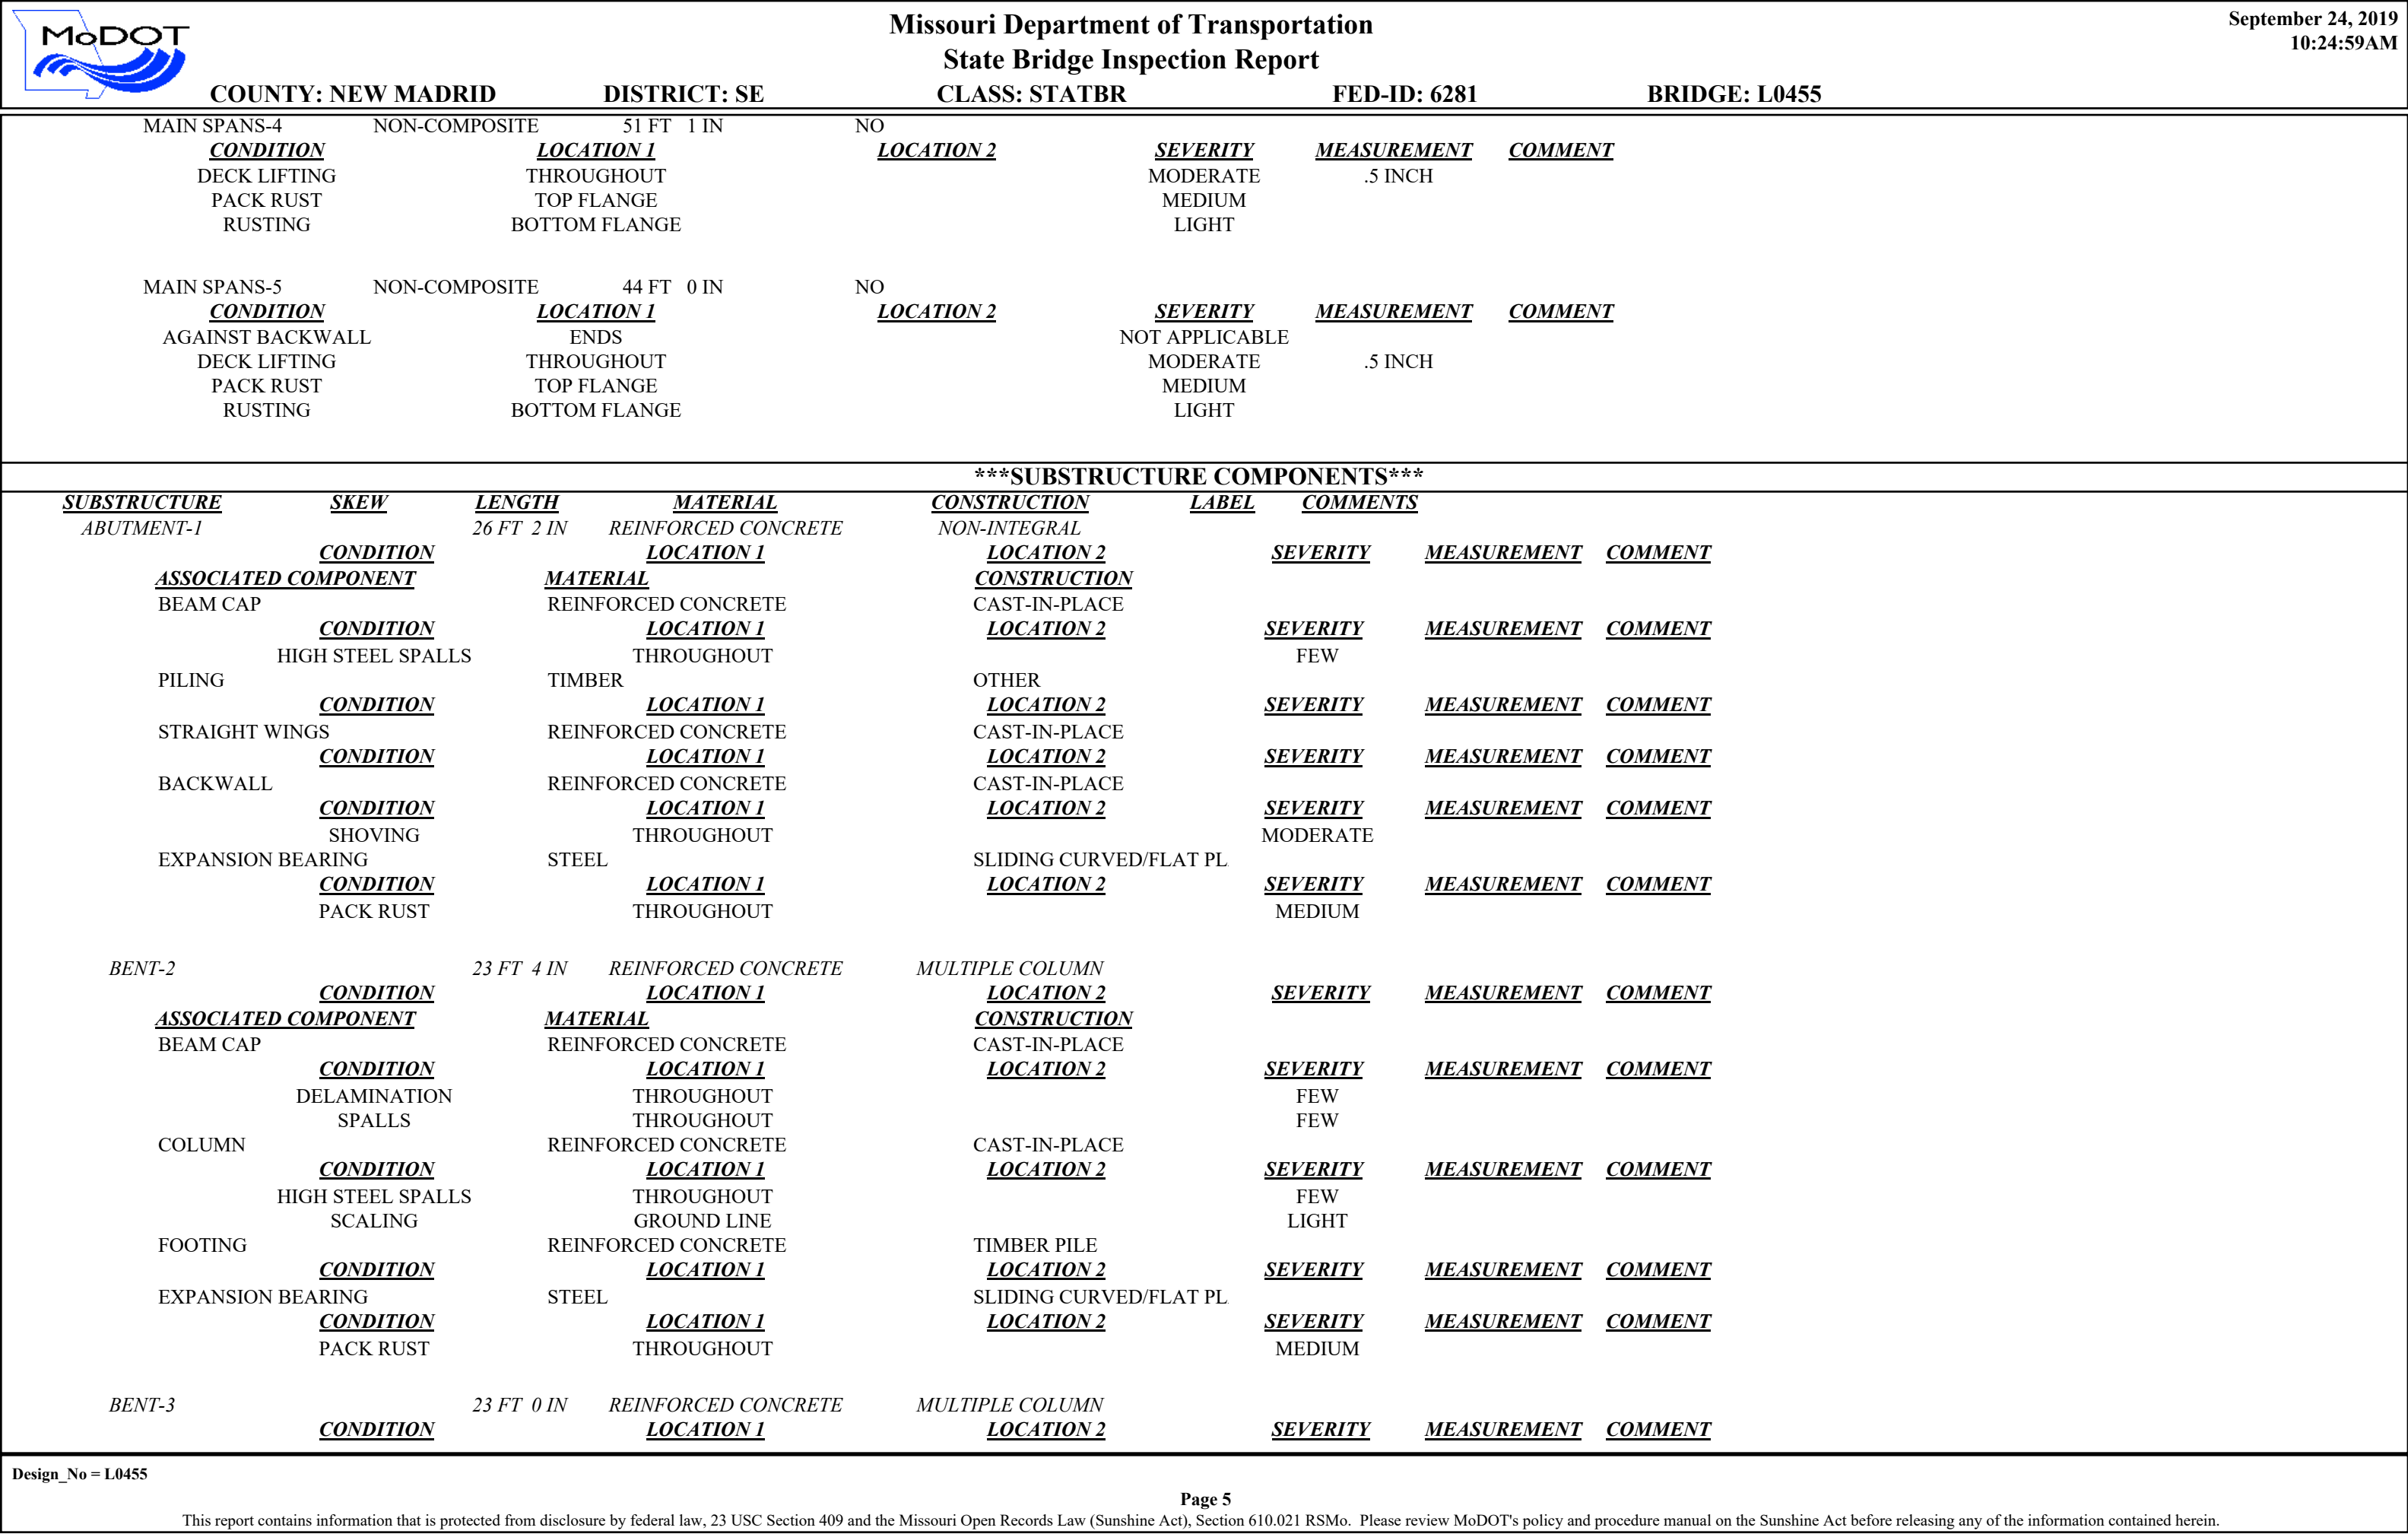 MoDOT
Missouri Department of Transportation
State Bridge Inspection Report
September 24, 2019
10:24:59AM
COUNTY: NEW MADRID DISTRICT: SE CLASS: STATBR FED-ID: 6281 BRIDGE: L0455
MAIN SPANS-4 NON-COMPOSITE 51 FT 1 IN NO
CONDITION LOCATION 1 LOCATION 2 SEVERITY MEASUREMENT COMMENT
DECK LIFTING THROUGHOUT MODERATE .5 INCH
PACK RUST TOP FLANGE MEDIUM
RUSTING BOTTOM FLANGE LIGHT
MAIN SPANS-5 NON-COMPOSITE 44 FT 0 IN NO
CONDITION LOCATION 1 LOCATION 2 SEVERITY MEASUREMENT COMMENT
AGAINST BACKWALL ENDS NOT APPLICABLE
DECK LIFTING THROUGHOUT MODERATE .5 INCH
PACK RUST TOP FLANGE MEDIUM
RUSTING BOTTOM FLANGE LIGHT
***SUBSTRUCTURE COMPONENTS***
SUBSTRUCTURE SKEW LENGTH MATERIAL CONSTRUCTION LABEL COMMENTS
ABUTMENT-1 26 FT 2 IN REINFORCED CONCRETE NON-INTEGRAL
CONDITION LOCATION 1 LOCATION 2 SEVERITY MEASUREMENT COMMENT
ASSOCIATED COMPONENT MATERIAL CONSTRUCTION
BEAM CAP REINFORCED CONCRETE CAST-IN-PLACE
CONDITION LOCATION 1 LOCATION 2 SEVERITY MEASUREMENT COMMENT
HIGH STEEL SPALLS THROUGHOUT FEW
PILING TIMBER OTHER
CONDITION LOCATION 1 LOCATION 2 SEVERITY MEASUREMENT COMMENT
STRAIGHT WINGS REINFORCED CONCRETE CAST-IN-PLACE
CONDITION LOCATION 1 LOCATION 2 SEVERITY MEASUREMENT COMMENT
BACKWALL REINFORCED CONCRETE CAST-IN-PLACE
CONDITION LOCATION 1 LOCATION 2 SEVERITY MEASUREMENT COMMENT
SHOVING THROUGHOUT MODERATE
EXPANSION BEARING STEEL SLIDING CURVED/FLAT PL
CONDITION LOCATION 1 LOCATION 2 SEVERITY MEASUREMENT COMMENT
PACK RUST THROUGHOUT MEDIUM
BENT-2 23 FT 4 IN REINFORCED CONCRETE MULTIPLE COLUMN
CONDITION LOCATION 1 LOCATION 2 SEVERITY MEASUREMENT COMMENT
ASSOCIATED COMPONENT MATERIAL CONSTRUCTION
BEAM CAP REINFORCED CONCRETE CAST-IN-PLACE
CONDITION LOCATION 1 LOCATION 2 SEVERITY MEASUREMENT COMMENT
DELAMINATION THROUGHOUT FEW
SPALLS THROUGHOUT FEW
COLUMN REINFORCED CONCRETE CAST-IN-PLACE
CONDITION LOCATION 1 LOCATION 2 SEVERITY MEASUREMENT COMMENT
HIGH STEEL SPALLS THROUGHOUT FEW
SCALING GROUND LINE LIGHT
FOOTING REINFORCED CONCRETE TIMBER PILE
CONDITION LOCATION 1 LOCATION 2 SEVERITY MEASUREMENT COMMENT
EXPANSION BEARING STEEL SLIDING CURVED/FLAT PL
CONDITION LOCATION 1 LOCATION 2 SEVERITY MEASUREMENT COMMENT
PACK RUST THROUGHOUT MEDIUM
BENT-3 23 FT 0 IN REINFORCED CONCRETE MULTIPLE COLUMN
CONDITION LOCATION 1 LOCATION 2 SEVERITY MEASUREMENT COMMENT
Design_No = L0455
Page 5
This report contains information that is protected from disclosure by federal law, 23 USC Section 409 and the Missouri Open Records Law (Sunshine Act), Section 610.021 RSMo. Please review MoDOT's policy and procedure manual on the Sunshine Act before releasing any of the information contained herein.